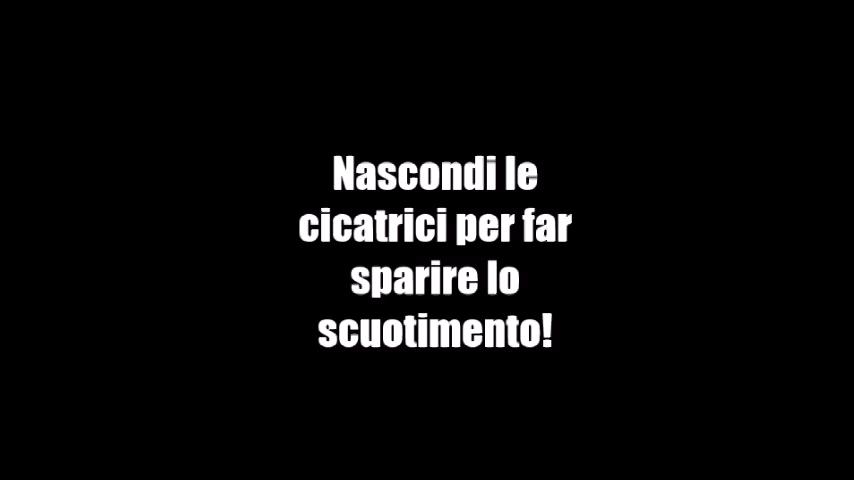 Nascondi le
cicatrici per far
sparire lo
scuotimento!